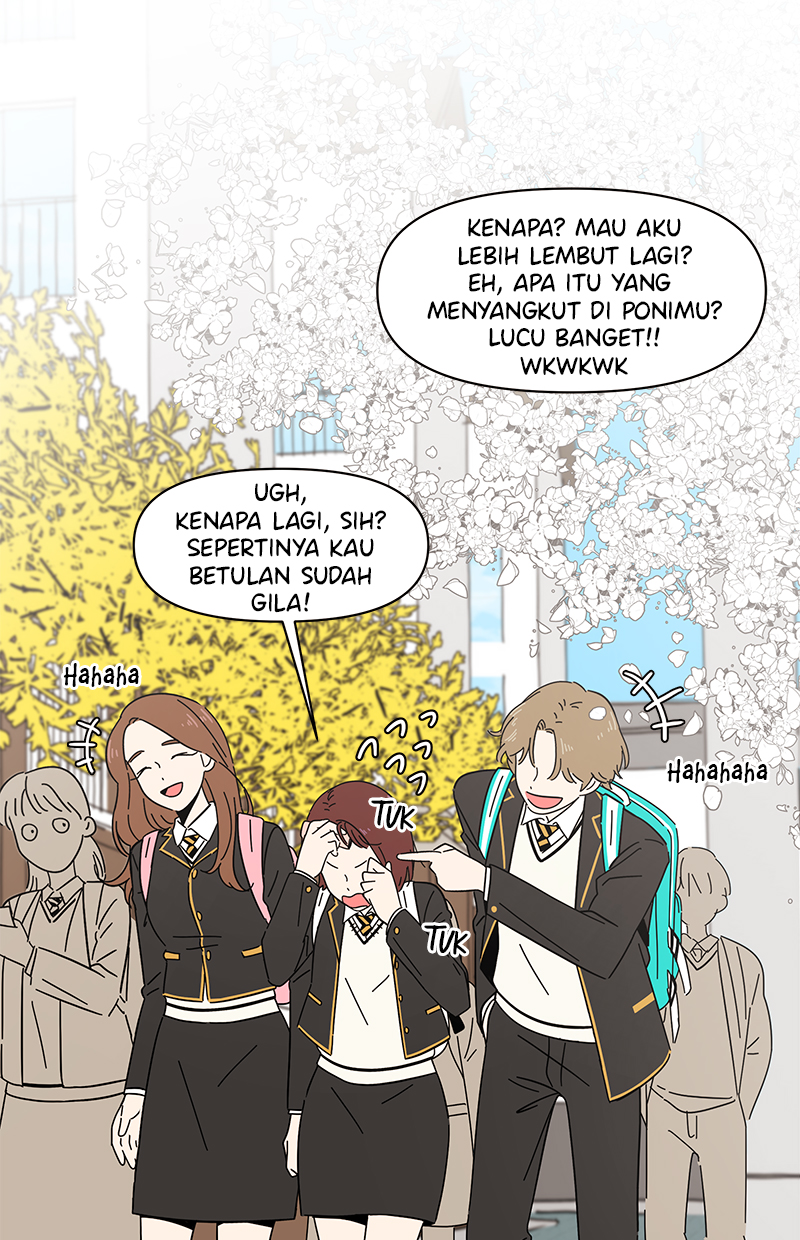 KENAPA? MAU AKU
LEBIH LEMBUT LAGI?
EH, APA ITU YANG
MENYANGKUT DI PONIMU?
LUCU BANGET!!
WKWKWK
UGH,
KENAPA LAGI, SIH?
SEPERTINYA KAU
BETULAN SUDAH
GILA!
Hahaha
Hahahaha
TUK
TUK